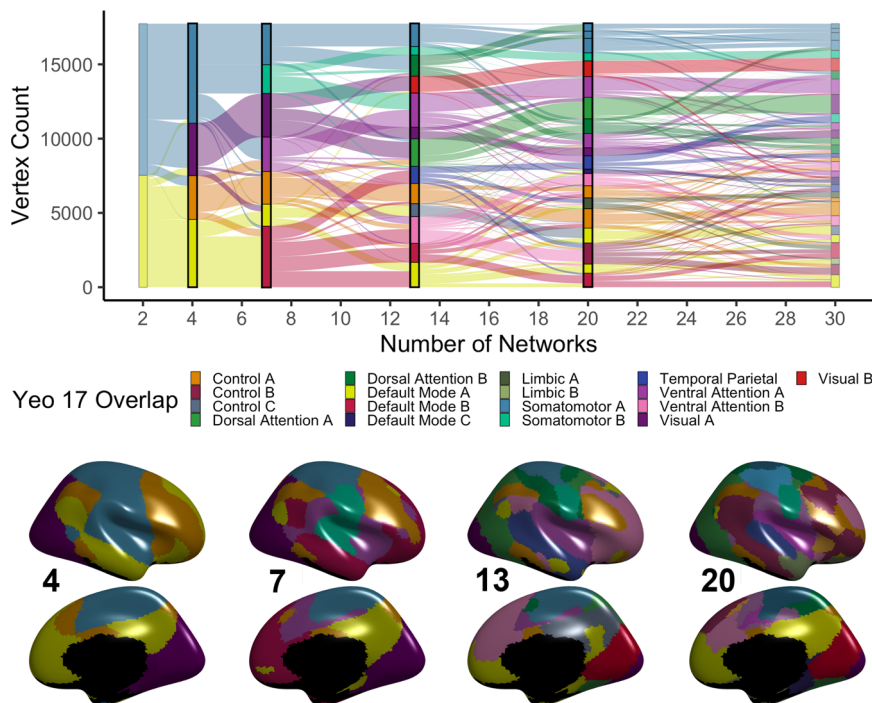 15000
10000
5000
0
Vertex Count
2 4 6 8 10 12 14 16 18 20 22 24 26 28 30
Number of Networks
Yeo 17 Overlap
Control A Dorsal Attention B Limbic A Temporal Parietal Visual B
Control B Default Mode A Limbic B Ventral Attention A
Control C Default Mode B Somatomotor A Ventral Attention B
Dorsal Attention A Default Mode C Somatomotor B Visual A
4 7 13 20